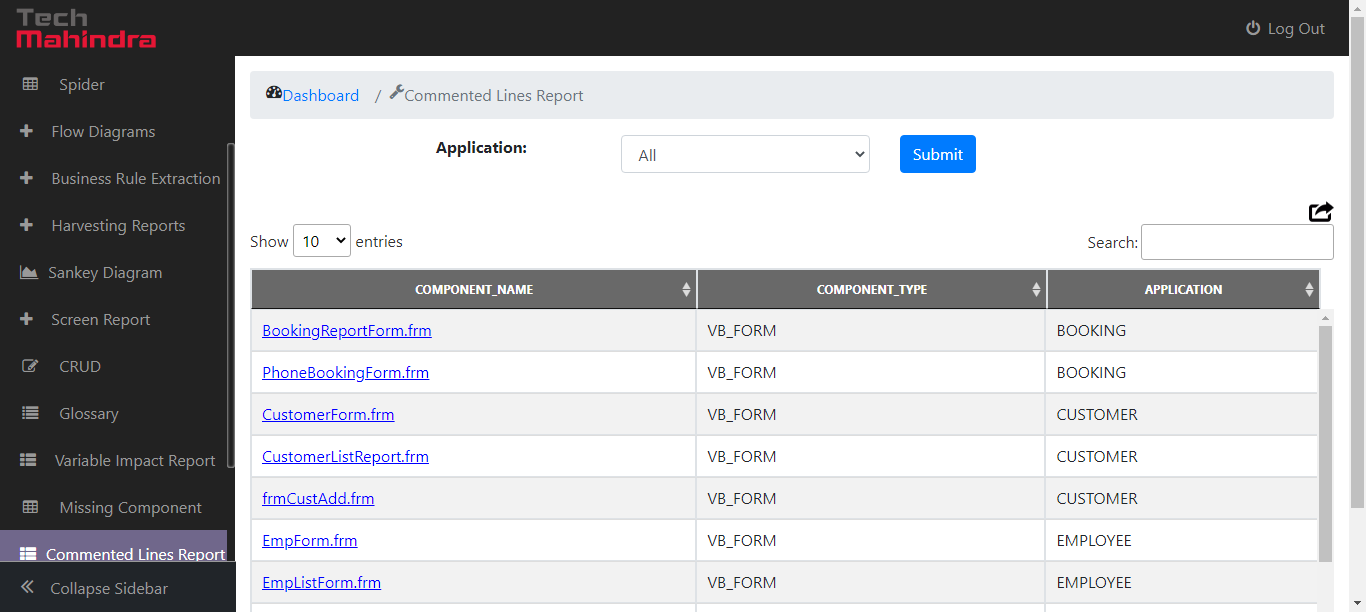 Tech
Mahindra
Log Out
Spider
Flow Diagrams
Business Rule Extraction
Harvesting Reports
Sankey Diagram
Screen Report
CRUD
Glossary
Variable Impact Report
Missing Component
Commented Lines Report
Collapse Sidebar
Dashboard / Commented Lines Report
Application: All Submit
Show 10 entries Search:
COMPONENT_NAME COMPONENT_TYPE APPLICATION
BookingReportForm.frm VB_FORM BOOKING
PhoneBookingForm.frm VB_FORM BOOKING
CustomerForm.frm VB_FORM CUSTOMER
CustomerListReport.frm VB_FORM CUSTOMER
frmCustAdd.frm VB_FORM CUSTOMER
EmpForm.frm VB_FORM EMPLOYEE
EmpListForm.frm VB_FORM EMPLOYEE